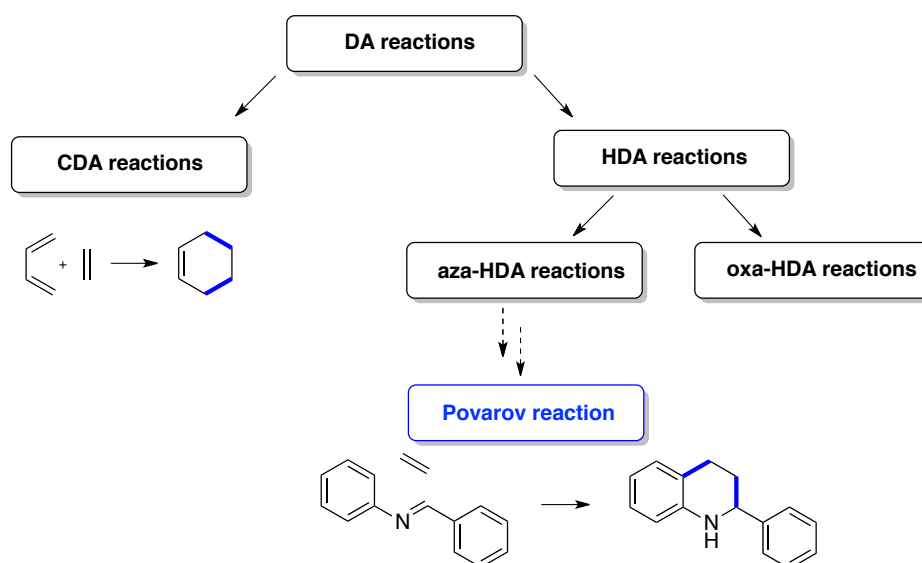 DA reactions
CDA reactions
HDA reactions
+
aza-HDA reactions
oxa-HDA reactions
Povarov reaction
N
N
H